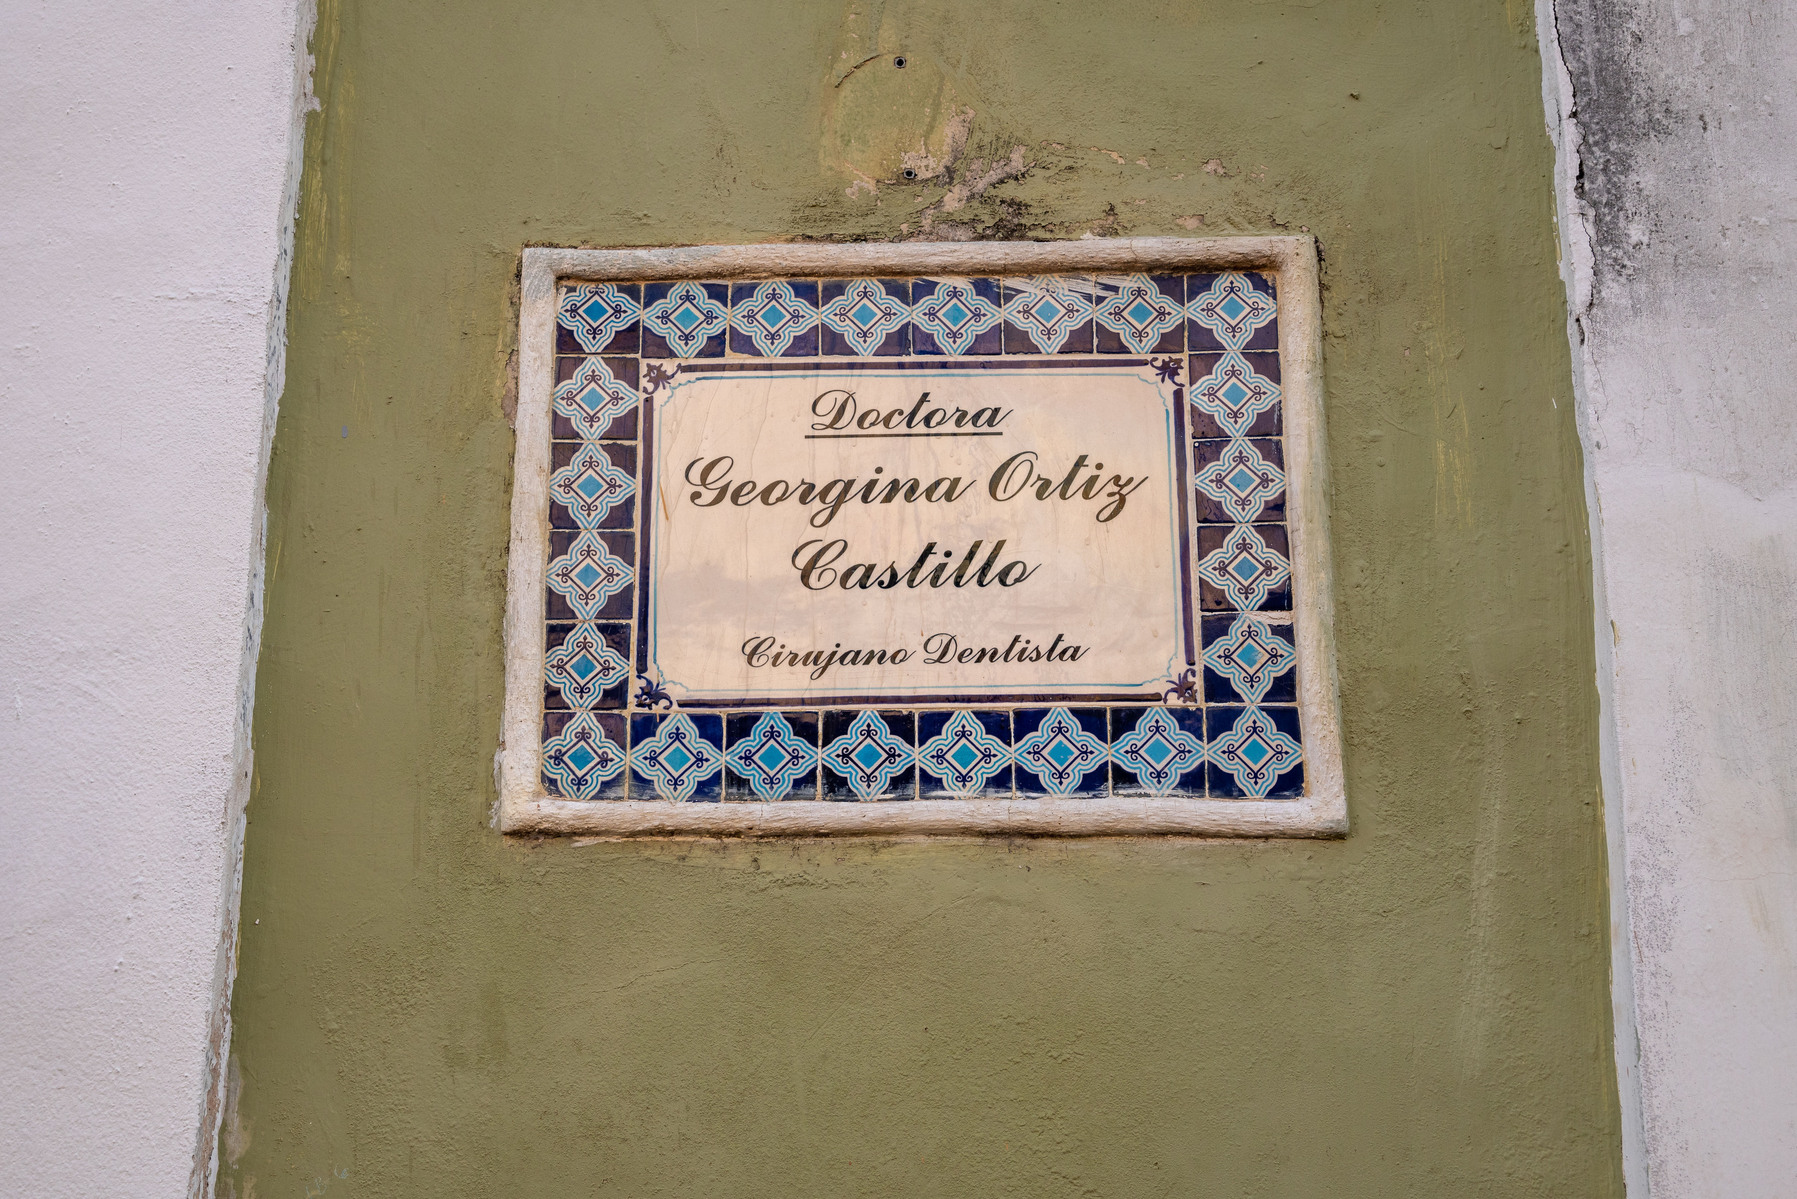 Doctora
Georgina Ortiz
Castillo
Cirujano Dentista